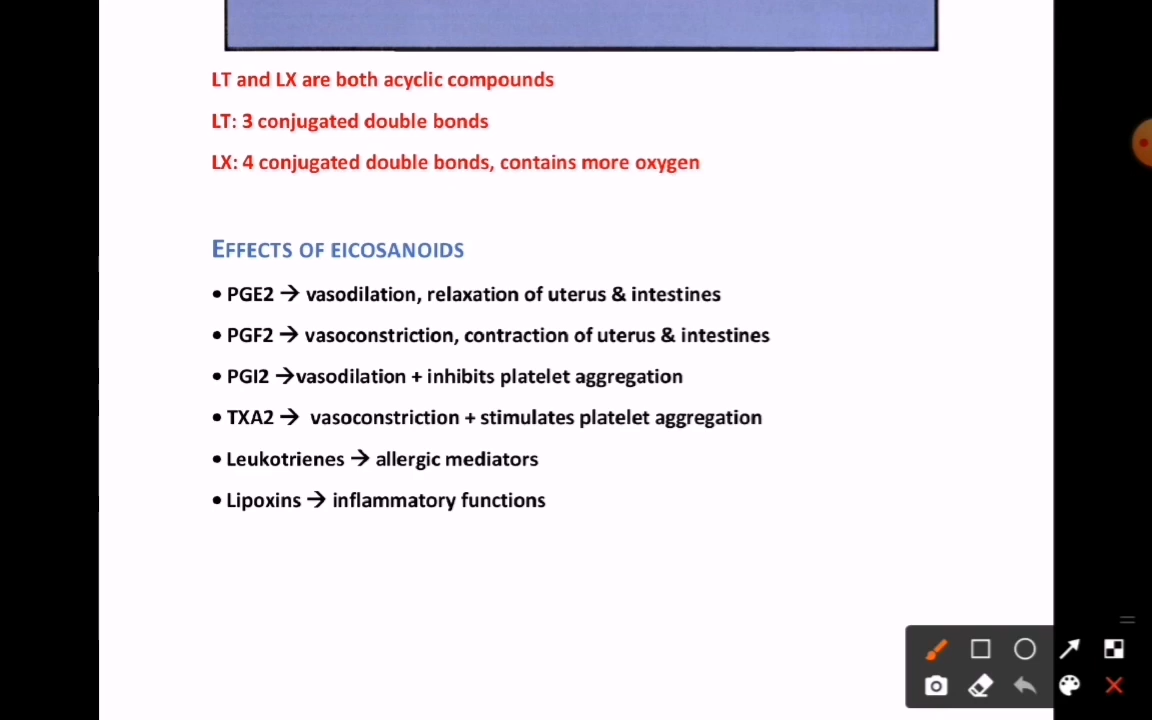 LT and LX are both acyclic compounds
LT: 3 conjugated double bonds
LX: 4 conjugated double bonds, contains more oxygen
EFFECTS OF EICOSANOIDS
• PGE2 → vasodilation, relaxation of uterus & intestines
• PGF2 → vasoconstriction, contraction of uterus & intestines
• PGI2 →vasodilation + inhibits platelet aggregation
• TXA2 → vasoconstriction + stimulates platelet aggregation
• Leukotrienes → allergic mediators
• Lipoxins → inflammatory functions